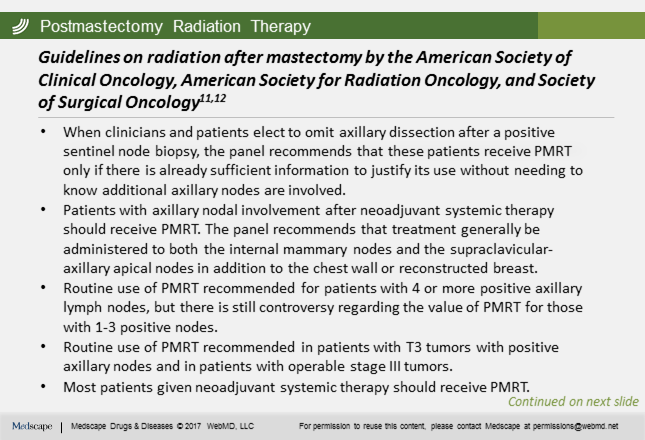 Postmastectomy Radiation Therapy
Guidelines on radiation after mastectomy by the American Society of
Clinical Oncology, American Society for Radiation Oncology, and Society
of Surgical Oncology11,12
• When clinicians and patients elect to omit axillary dissection after a positive
sentinel node biopsy, the panel recommends that these patients receive PMRT
only if there is already sufficient information to justify its use without needing to
know additional axillary nodes are involved.
• Patients with axillary nodal involvement after neoadjuvant systemic therapy
should receive PMRT. The panel recommends that treatment generally be
administered to both the internal mammary nodes and the supraclavicular-
axillary apical nodes in addition to the chest wall or reconstructed breast.
• Routine use of PMRT recommended for patients with 4 or more positive axillary
lymph nodes, but there is still controversy regarding the value of PMRT for those
with 1-3 positive nodes.
• Routine use of PMRT recommended in patients with T3 tumors with positive
axillary nodes and in patients with operable stage III tumors.
• Most patients given neoadjuvant systemic therapy should receive PMRT.
Continued on next slide
Medscape | Medscape Drugs & Diseases © 2017 WebMD, LLC For permission to reuse this content, please contact Medscape at permissions@webmd.net